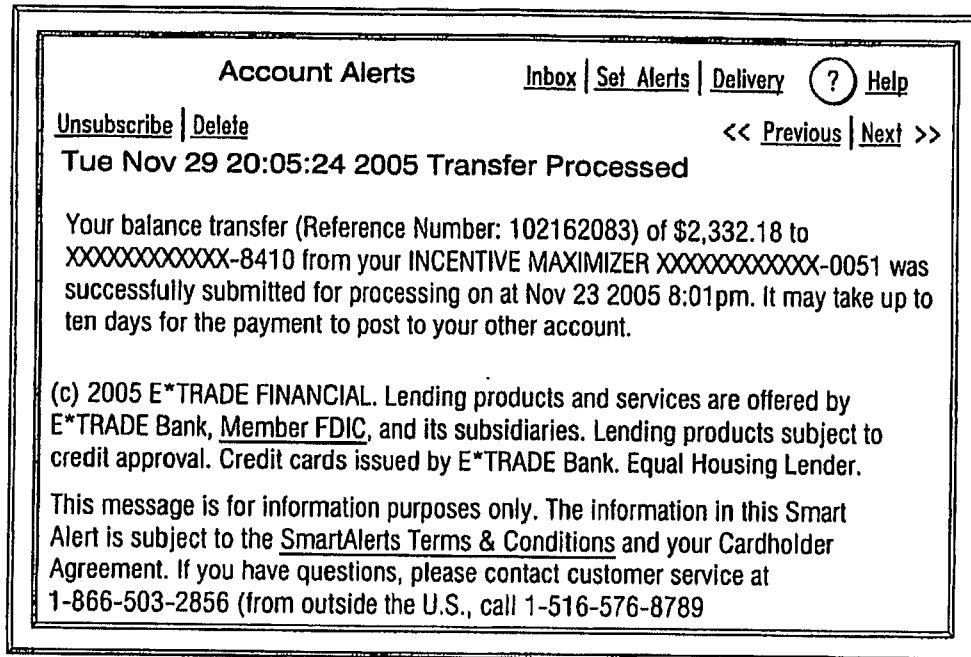 Account Alerts Inbox | Set Alerts | Delivery ? Help
Unsubscribe | Delete << Previous | Next >>
Tue Nov 29 20:05:24 2005 Transfer Processed
Your balance transfer (Reference Number: 102162083) of $2,332.18 to
XXXXXXXXXXXX-8410 from your INCENTIVE MAXIMIZER XXXXXXXXXXXX-0051 was
successfully submitted for processing on at Nov 23 2005 8:01pm. It may take up to
ten days for the payment to post to your other account.
(c) 2005 E*TRADE FINANCIAL. Lending products and services are offered by
E*TRADE Bank, Member FDIC, and its subsidiaries. Lending products subject to
credit approval. Credit cards issued by E*TRADE Bank. Equal Housing Lender.
This message is for information purposes only. The information in this Smart
Alert is subject to the SmartAlerts Terms & Conditions and your Cardholder
Agreement. If you have questions, please contact customer service at
1-866-503-2856 (from outside the U.S., call 1-516-576-8789